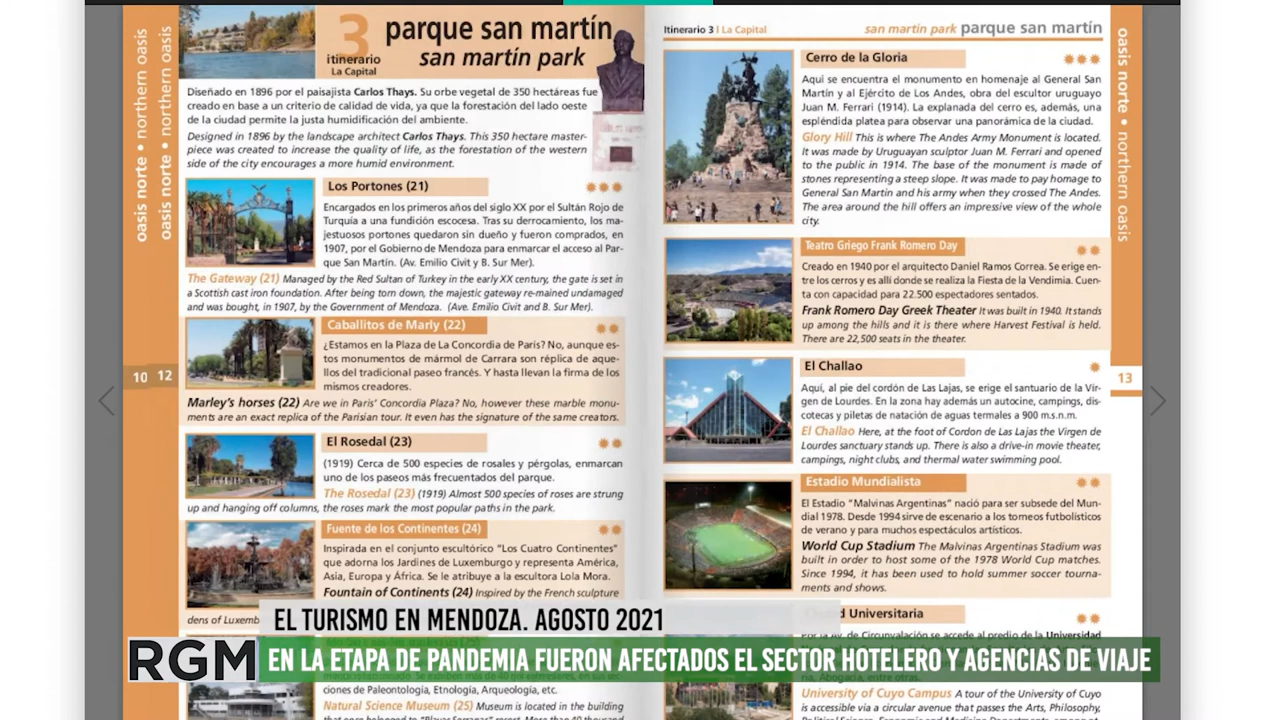 oasis norte • northern oasis
oasis norte • northern oasis
10 12
3
itinerario
La Capital
parque san martín
san martín park
Diseñado en 1896 por el paisajista Carlos Thays. Su orbe vegetal de 350 hectáreas fue
creado en base a un criterio de calidad de vida, ya que la forestación del lado oeste
de la ciudad permite la justa humidificación del ambiente.
Designed in 1896 by the landscape architect Carlos Thays. This 350 hectare master-
piece was created to increase the quality of life, as the forestation of the western
side of the city encourages a more humid environment.
Los Portones (21)
Encargados en los primeros años del siglo XX por el Sultán Rojo de
Turquía a una fundición escocesa. Tras su derrocamiento, los ma-
jestuosos portones quedaron sin dueño y fueron comprados, en
1907, por el Gobierno de Mendoza para enmarcar el acceso al Par-
que San Martín. (Av. Emilio Civit y B. Sur Mer).
The Gateway (21) Managed by the Red Sultan of Turkey in the early XX century, the gate is set in
a Scottish cast iron foundation. After being torn down, the majestic gateway re-mained undamaged
and was bought, in 1907, by the Government of Mendoza. (Ave. Emilio Civit and B. Sur Mer).
Caballitos de Marly (22)
¿Estamos en la Plaza de La Concordia de París? No, aunque es-
tos monumentos de mármol de Carrara son réplica de aque-
llos del tradicional paseo francés. Y hasta llevan la firma de los
mismos creadores.
Marley's horses (22) Are we in Paris' Concordia Plaza? No, however these marble monu-
ments are an exact replica of the Parisian tour. It even has the signature of the same creators.
El Rosedal (23)
(1919) Cerca de 500 especies de rosales y pérgolas, enmarcan
uno de los paseos más frecuentados del parque.
The Rosedal (23) (1919) Almost 500 species of roses are strung
up and hanging off columns, the roses mark the most popular paths in the park.
Fuente de los Continentes (24)
Inspirada en el conjunto escultórico "Los Cuatro Continentes"
que adorna los Jardines de Luxemburgo y representa América,
Asia, Europa y África. Se le atribuye a la escultora Lola Mora.
Fountain of Continents (24) Inspired by the French sculpture
dens of Luxemb
ciones de Paleontología, Etnología, Arqueología, etc.
Natural Science Museum (25) Museum is located in the building
Itinerario 3 | La Capital
san martin park parque san martín
Cerro de la Gloria
Aqui se encuentra el monumento en homenaje al General San
Martín y al Ejército de Los Andes, obra del escultor uruguayo
Juan M. Ferrari (1914). La explanada del cerro es, además, una
espléndida platea para observar una panorámica de la ciudad.
Glory Hill This is where The Andes Army Monument is located.
It was made by Uruguayan sculptor Juan M. Ferrari and opened
to the public in 1914. The base of the monument is made of
stones representing a steep slope. It was made to pay homage to
General San Martín and his army when they crossed The Andes.
The area around the hill offers an impressive view of the whole
city.
Teatro Griego Frank Romero Day
Creado en 1940 por el arquitecto Daniel Ramos Correa. Se erige en-
tre los cerros y es allí donde se realiza la Fiesta de la Vendimia. Cuen-
ta con capacidad para 22.500 espectadores sentados.
Frank Romero Day Greek Theater It was built in 1940. It stands
up among the hills and it is there where Harvest Festival is held.
There are 22,500 seats in the theater.
El Challao
Aquí, al pie del cordón de Las Lajas, se erige el santuario de la Vir-
gen de Lourdes. En la zona hay además un autocine, campings, dis-
cotecas y piletas de natación de aguas termales a 900 m.s.n.m.
El Challao Here, at the foot of Cordon de Las Lajas the Virgen de
Lourdes sanctuary stands up. There is also a drive-in movie theater,
campings, night clubs, and thermal water swimming pool.
Estadio Mundialista
El Estadio "Malvinas Argentinas" nació para ser subsede del Mun-
dial 1978. Desde 1994 sirve de escenario a los torneos futbolísticos
de verano y para muchos espectáculos artísticos.
World Cup Stadium The Malvinas Argentinas Stadium was
built in order to host some of the 1978 World Cup matches.
Since 1994, it has been used to hold summer soccer tourna-
ments and shows.
d Universitaria
Por la Av. de Circunvalación se accede al predio de la Universidad
University of Cuyo Campus A tour of the University of Cuyo
is accessible via a circular avenue that passes the Arts, Philosophy,
oasis norte • northern oasis
13
EL TURISMO EN MENDOZA. AGOSTO 2021
RGM
EN LA ETAPA DE PANDEMIA FUERON AFECTADOS EL SECTOR HOTELERO Y AGENCIAS DE VIAJE